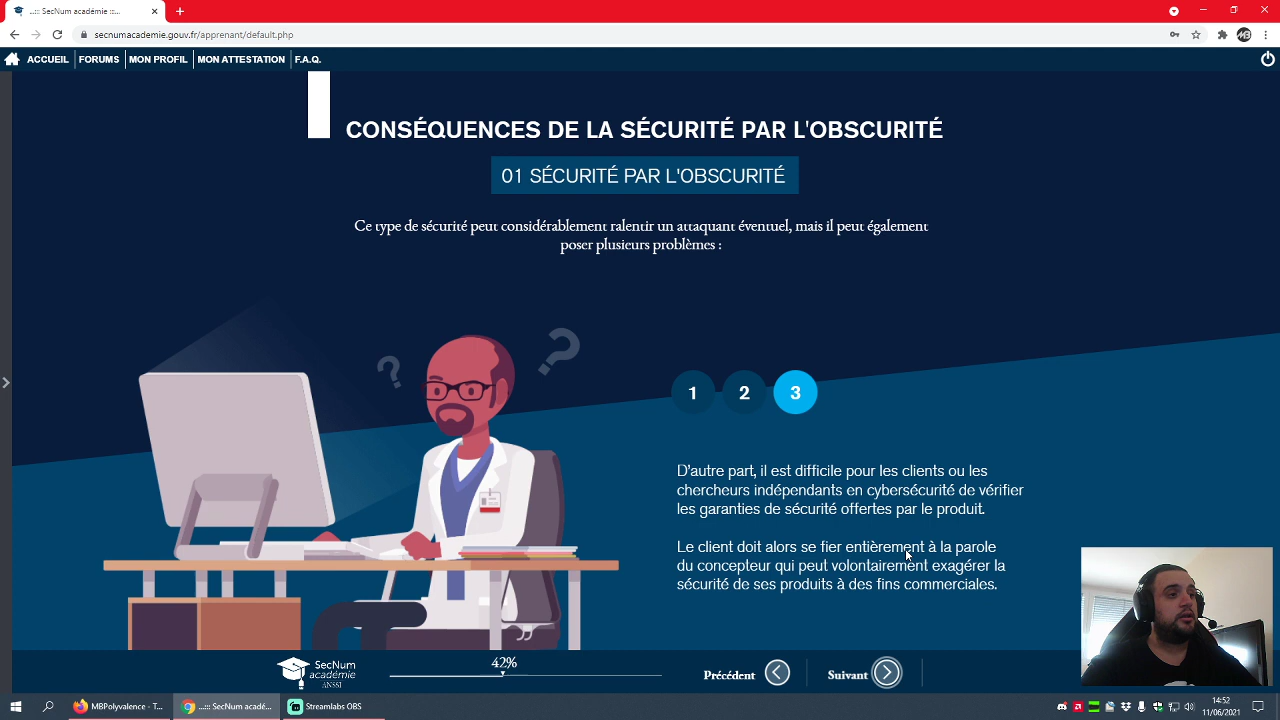 ..:: SecNum académie ::...
secnumacademie.gouv.fr/apprenant/default.php
ACCUEIL
FORUMS
MON PROFIL
MON ATTESTATION
F.A.Q.
CONSÉQUENCES DE LA SÉCURITÉ PAR L'OBSCURITÉ
01 SÉCURITÉ PAR L'OBSCURITÉ
Ce type de sécurité peut considérablement ralentir un attaquant éventuel, mais il peut également
poser plusieurs problèmes :
? ?
1 2 3
D'autre part, il est difficile pour les clients ou les
chercheurs indépendants en cybersécurité de vérifier
les garanties de sécurité offertes par le produit.
Le client doit alors se fier entièrement à la parole
du concepteur qui peut volontairement exagérer la
sécurité de ses produits à des fins commerciales.
SecNum
académie
ANSSI
42%
Précédent
Suivant
MBPolyvalence - T...
...::: SecNum acadé...
Streamlabs OBS
14:52
11/06/2021